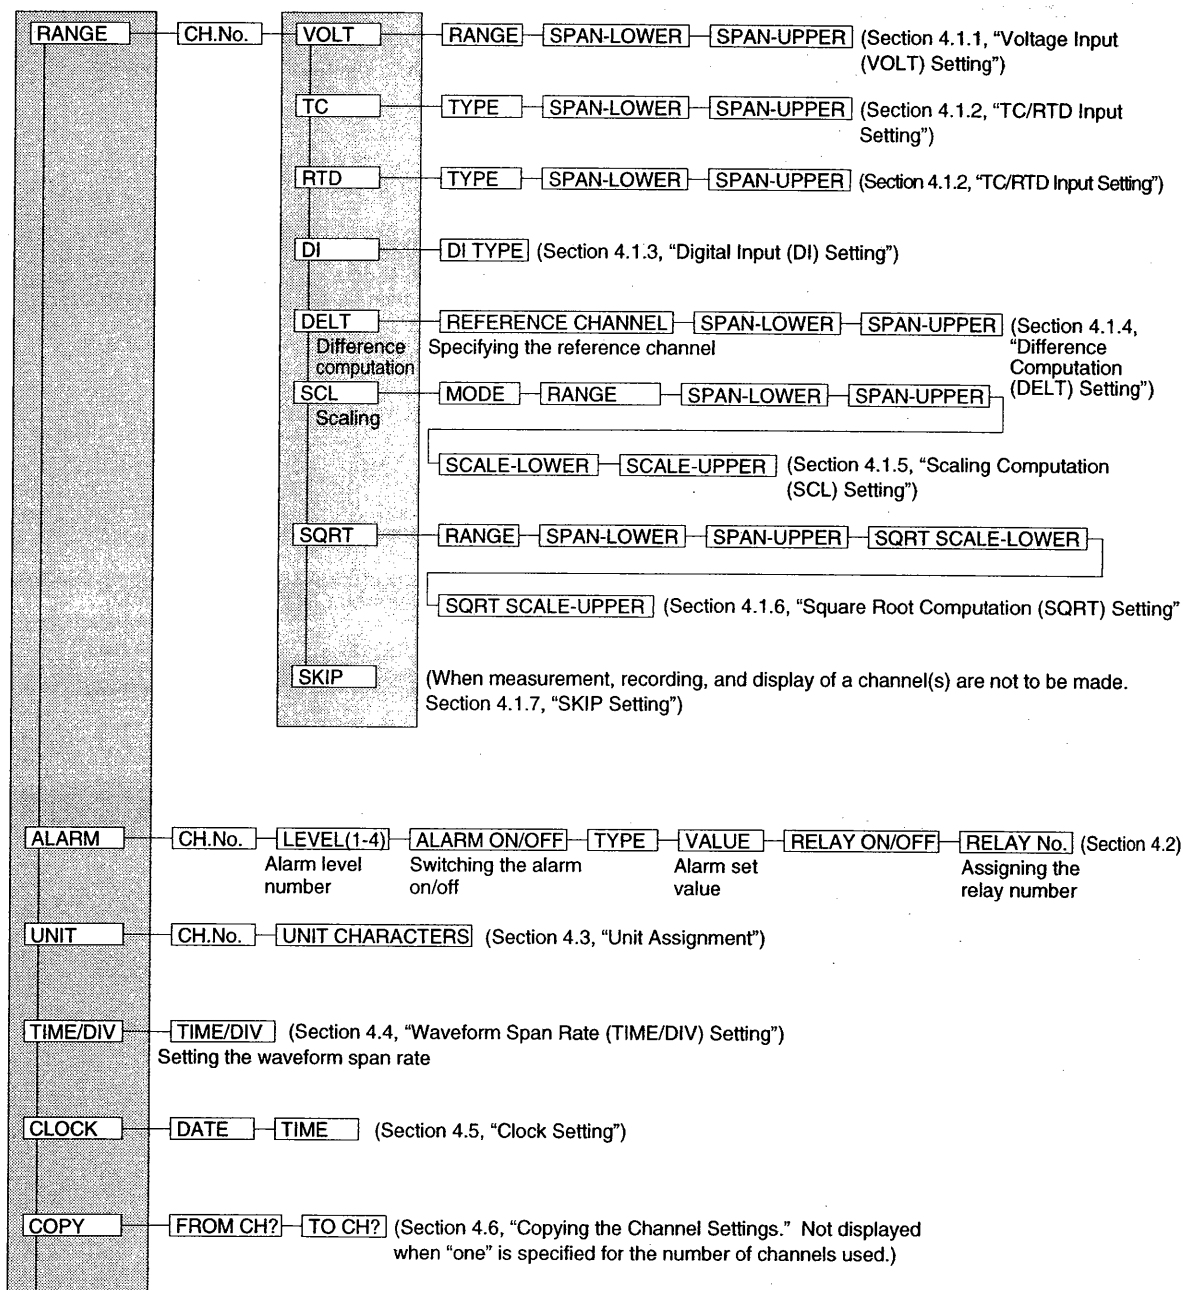 RANGE CH.No. VOLT RANGE SPAN-LOWER SPAN-UPPER (Section 4.1.1, “Voltage Input
(VOLT) Setting”)
TC TYPE SPAN-LOWER SPAN-UPPER (Section 4.1.2, “TC/RTD Input
Setting”)
RTD TYPE SPAN-LOWER SPAN-UPPER (Section 4.1.2, “TC/RTD Input Setting”)
DI DI TYPE (Section 4.1.3, “Digital Input (DI) Setting”)
DELT REFERENCE CHANNEL SPAN-LOWER SPAN-UPPER (Section 4.1.4,
Difference Specifying the reference channel “Difference
computation Computation
(DELT) Setting”)
SCL MODE RANGE SPAN-LOWER SPAN-UPPER
Scaling
SCALE-LOWER SCALE-UPPER (Section 4.1.5, “Scaling Computation
(SCL) Setting”)
SQRT RANGE SPAN-LOWER SPAN-UPPER SQRT SCALE-LOWER
SQRT SCALE-UPPER (Section 4.1.6, “Square Root Computation (SQRT) Setting”
SKIP (When measurement, recording, and display of a channel(s) are not to be made.
Section 4.1.7, “SKIP Setting”)
ALARM CH.No. LEVEL(1-4) ALARM ON/OFF TYPE VALUE RELAY ON/OFF RELAY No. (Section 4.2)
Alarm level Switching the alarm Alarm set Assigning the
number on/off value relay number
UNIT CH.No. UNIT CHARACTERS (Section 4.3, “Unit Assignment”)
TIME/DIV TIME/DIV (Section 4.4, “Waveform Span Rate (TIME/DIV) Setting”)
Setting the waveform span rate
CLOCK DATE TIME (Section 4.5, “Clock Setting”)
COPY FROM CH? TO CH? (Section 4.6, “Copying the Channel Settings.” Not displayed
when “one” is specified for the number of channels used.)